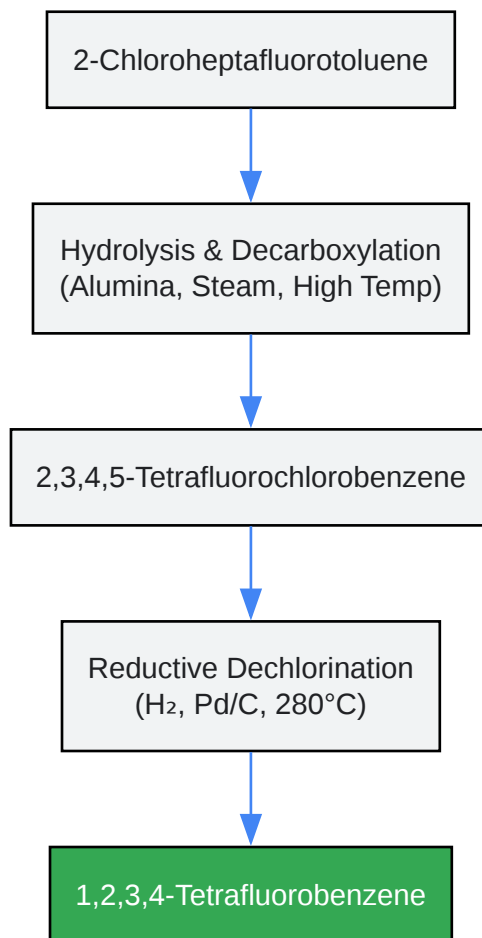 2-Chloroheptafluorotoluene
Hydrolysis & Decarboxylation
(Alumina, Steam, High Temp)
2,3,4,5-Tetrafluorochlorobenzene
Reductive Dechlorination
(H₂, Pd/C, 280°C)
1,2,3,4-Tetrafluorobenzene